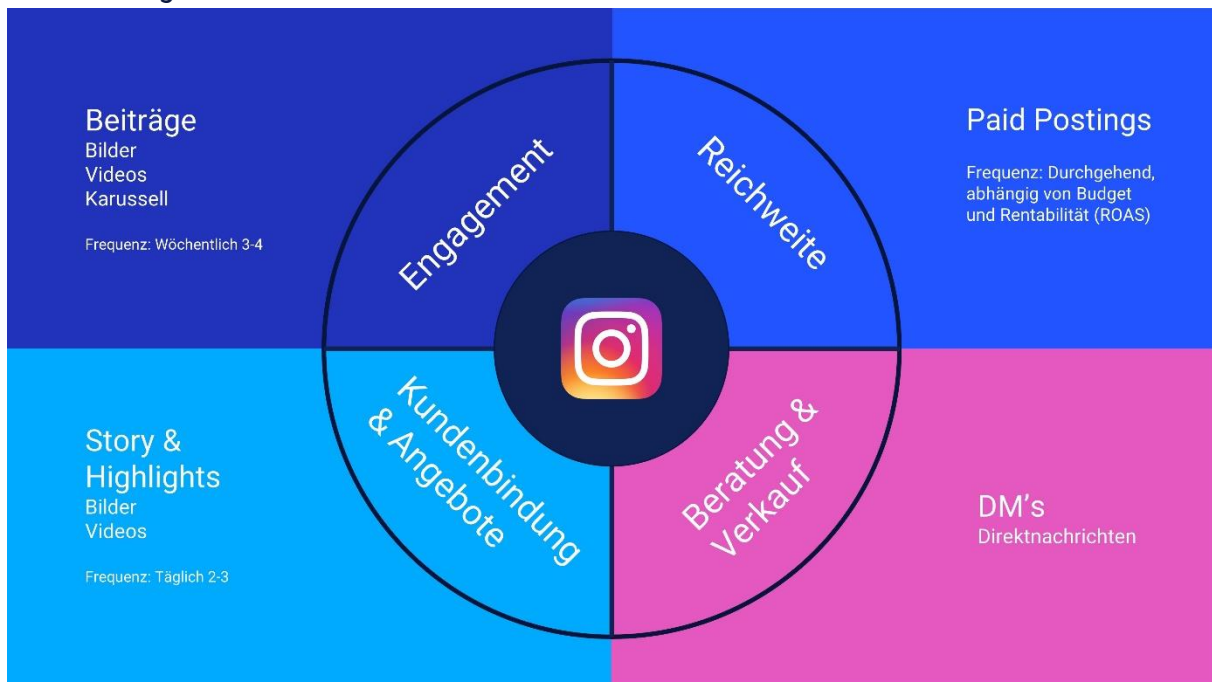 Beiträge
Bilder
Videos
Karussell
Frequenz: Wöchentlich 3-4
Engagement
Reichweite
Paid Postings
Frequenz: Durchgehend,
abhängig von Budget
und Rentabilität (ROAS)
Story &
Highlights
Bilder
Videos
Frequenz: Täglich 2-3
Kundenbindung
& Angebote
Beratung &
Verkauf
DM's
Direktnachrichten